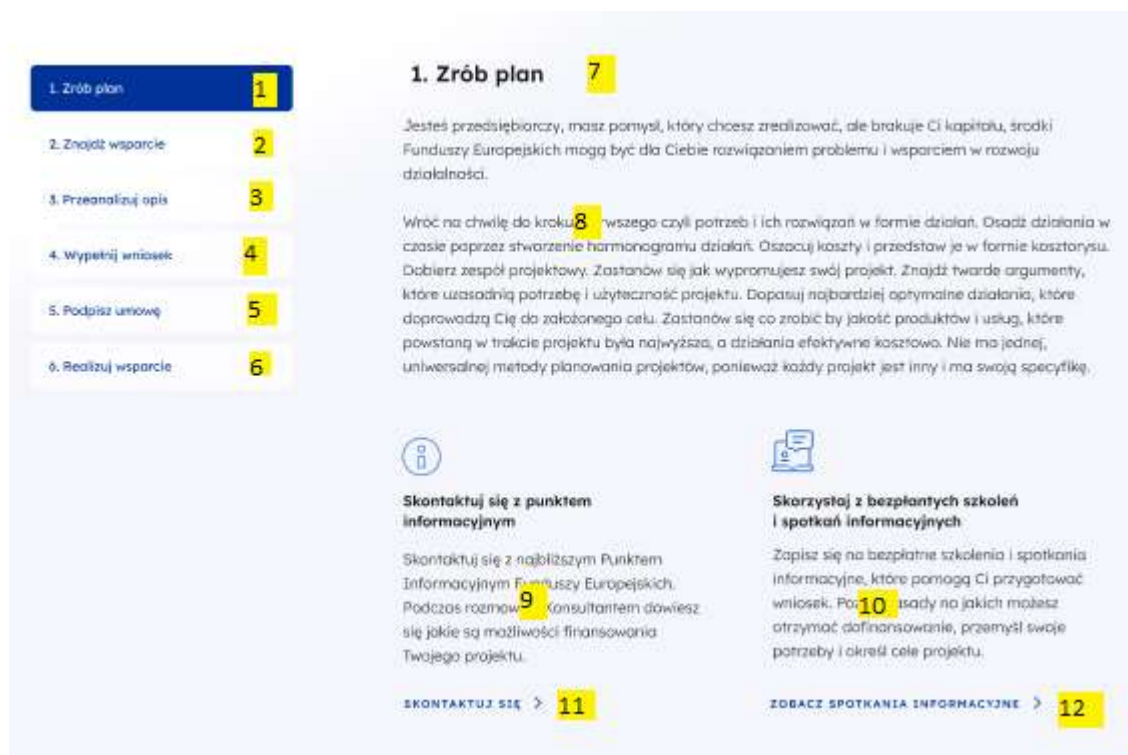 1. Zrób plan
1
2. Znajdź wsparcie
2
3. Przeanalizuj opis
3
4. Wypełnij wniosek
4
5. Podpisz umowę
5
6. Realizuj wsparcie
6
1. Zrób plan
7
Jesteś przedsiębiorczy, masz pomysł, który chcesz zrealizować, ale brakuje Ci kapitału, środki
Funduszy Europejskich mogą być dla Ciebie rozwiązaniem problemu i wsparciem w rozwoju
działalności.
Wróć na chwilę do kroku 8 rwszego czyli potrzeb i ich rozwiązań w formie działań. Osadź działania w
czasie poprzez stworzenie harmonogramu działań. Oszacuj koszty i przedstaw je w formie kosztorysu.
Dobierz zespół projektowy. Zastanów się jak wypromujesz swój projekt. Znajdź twarde argumenty,
które uzasadnią potrzebę i użyteczność projektu. Dopasuj najbardziej optymalne działania, które
doprowadzą Cię do założonego celu. Zastanów się co zrobić by jakość produktów i usług, które
powstaną w trakcie projektu była najwyższa, a działania efektywne kosztowo. Nie ma jednej,
uniwersalnej metody planowania projektów, ponieważ każdy projekt jest inny i ma swoją specyfikę.
Skontaktuj się z punktem
informacyjnym
Skontaktuj się z najbliższym Punktem
Informacyjnym Funduszy Europejskich.
Podczas rozmow 9 Konsultantem dowiesz
się jakie są możliwości finansowania
Twojego projektu.
SKONTAKTUJ SIĘ >
11
Skorzystaj z bezpłantych szkoleń
i spotkań informacyjnych
Zapisz się na bezpłatne szkolenia i spotkania
informacyjne, które pomogą Ci przygotować
wniosek. Poz 10 asady na jakich możesz
otrzymać dofinansowanie, przemyśl swoje
potrzeby i określ cele projektu.
ZOBACZ SPOTKANIA INFORMACYJNE >
12